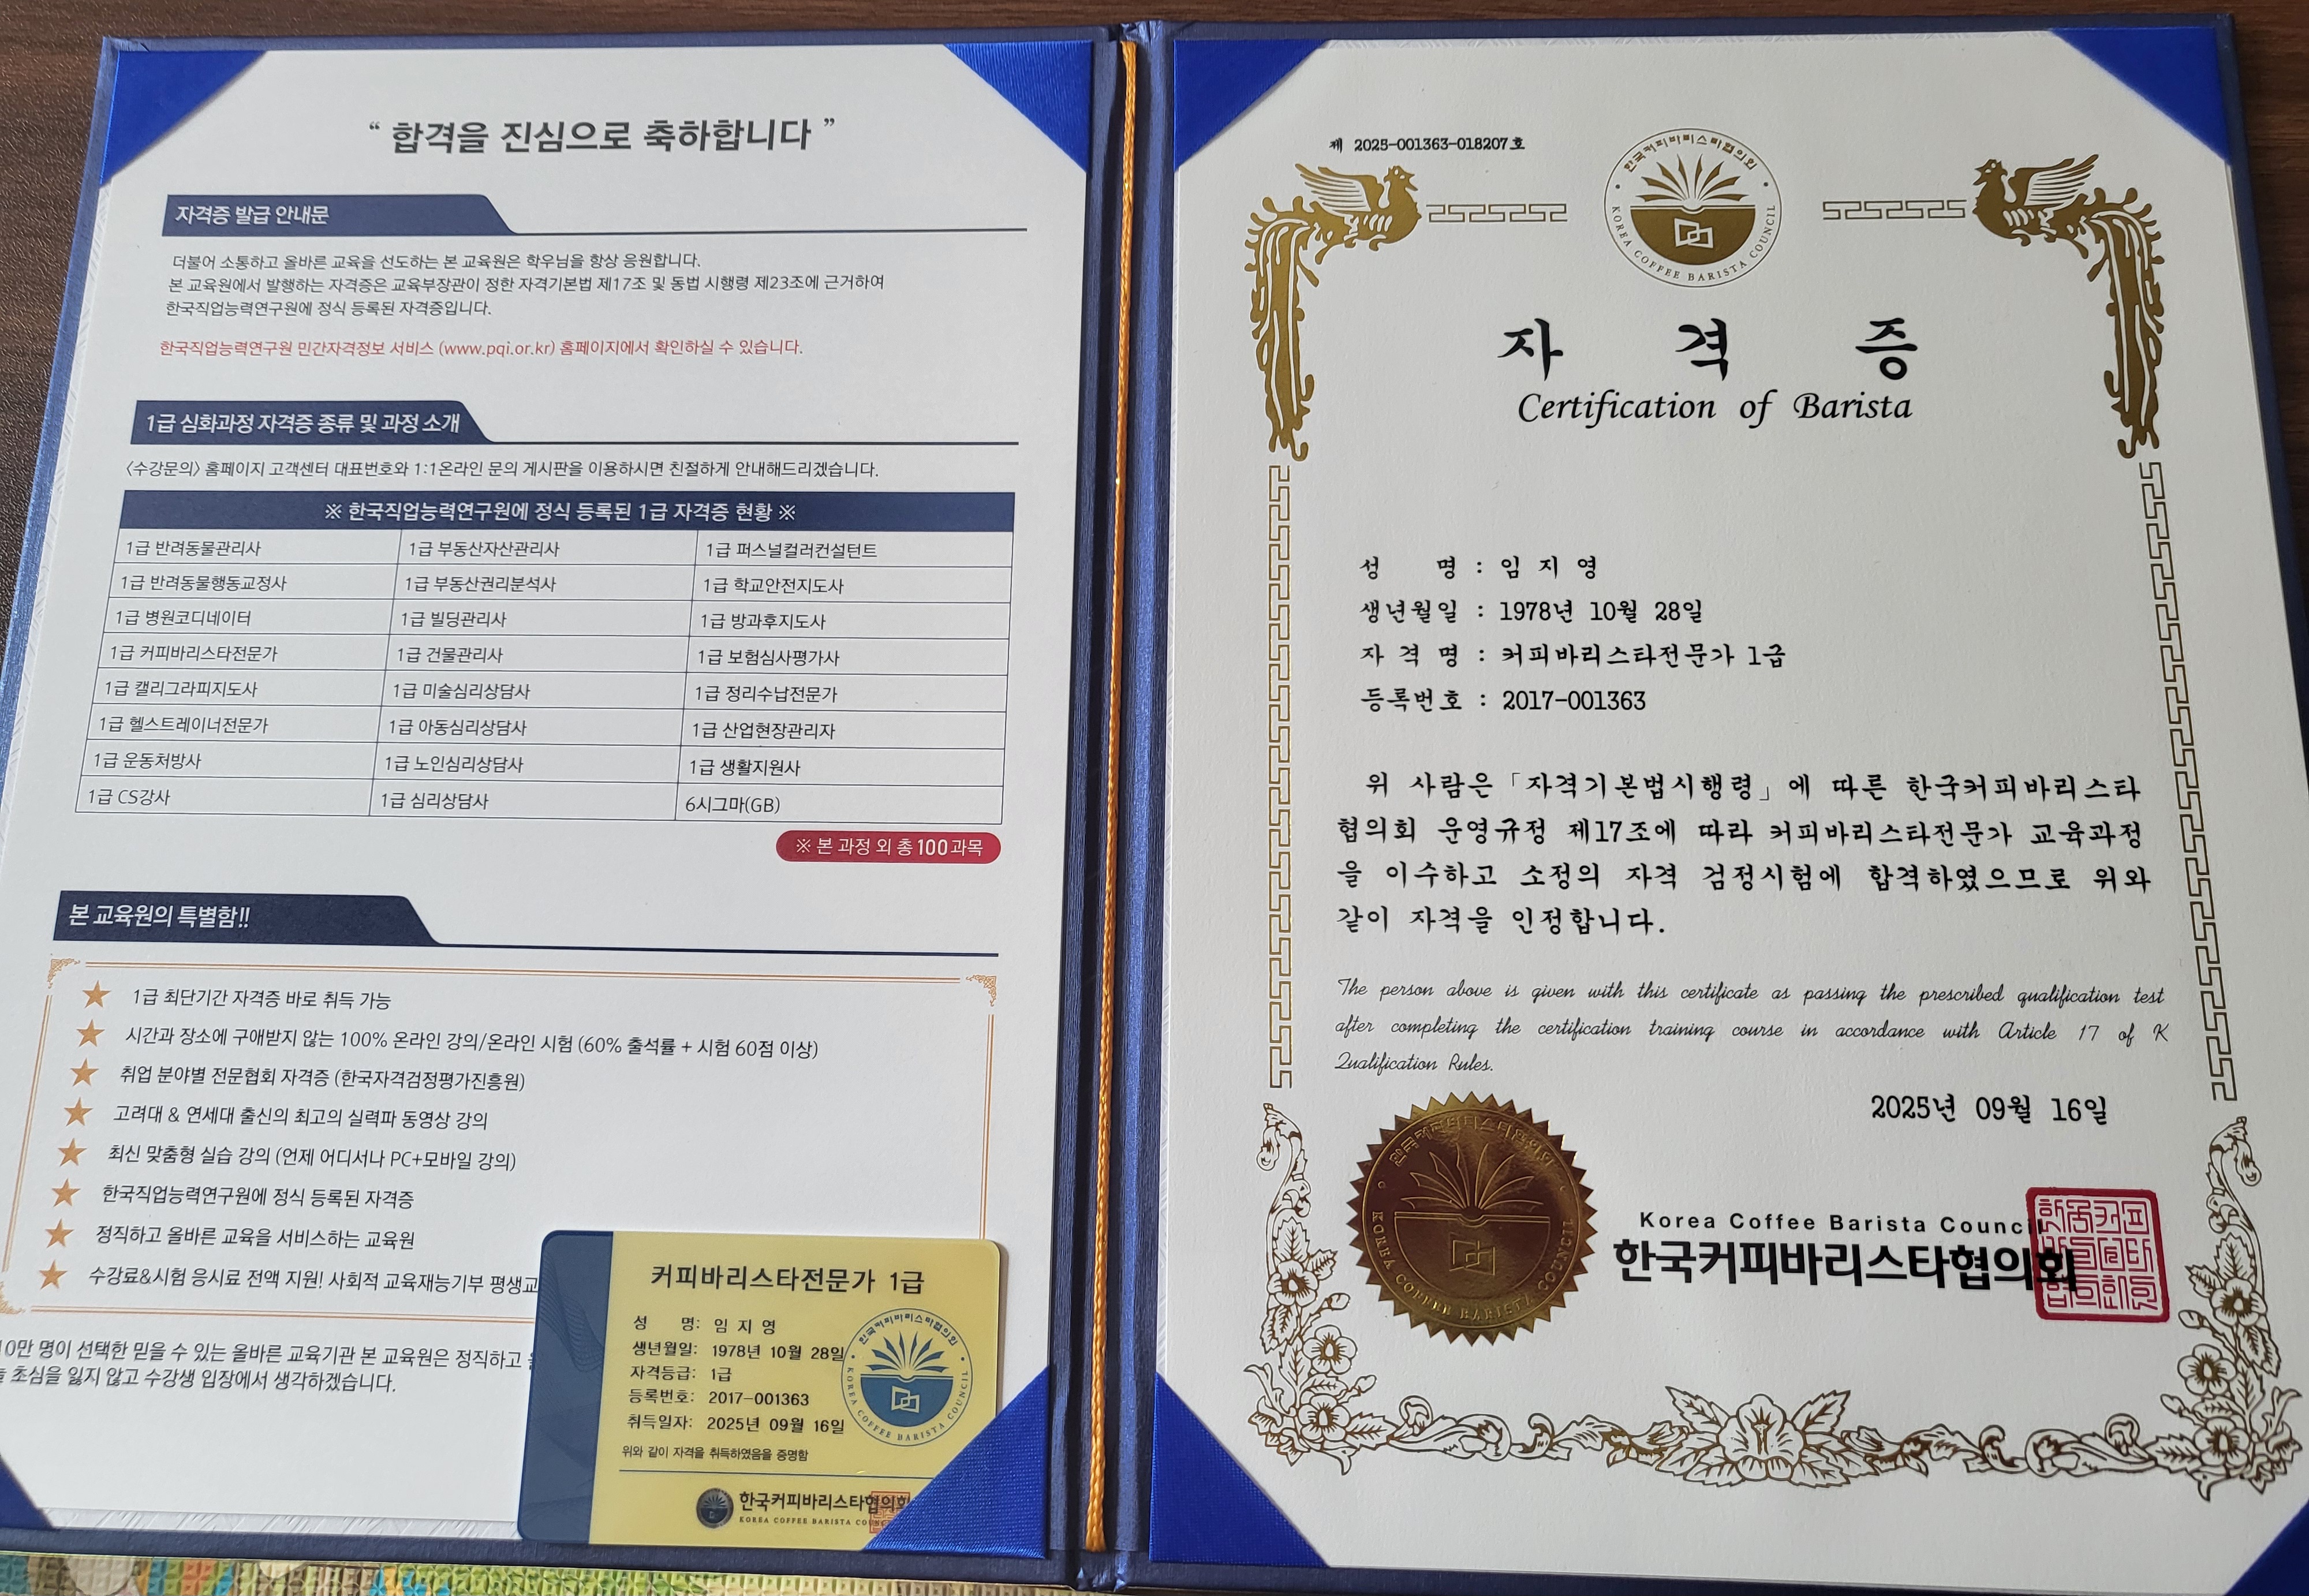 “ 합격을 진심으로 축하합니다 ”
자격증 발급 안내문
더불어 소통하고 올바른 교육을 선도하는 본 교육원은 학우님을 항상 응원합니다.
본 교육원에서 발행하는 자격증은 교육부장관이 정한 자격기본법 제17조 및 동법 시행령 제23조에 근거하여
한국직업능력연구원에 정식 등록된 자격증입니다.
한국직업능력연구원 민간자격정보 서비스 (www.pqi.or.kr) 홈페이지에서 확인하실 수 있습니다.
1급 심화과정 자격증 종류 및 과정 소개
〈수강문의〉 홈페이지 고객센터 대표번호와 1:1온라인 문의 게시판을 이용하시면 친절하게 안내해드리겠습니다.
※ 한국직업능력연구원에 정식 등록된 1급 자격증 현황 ※
1급 반려동물관리사 1급 부동산자산관리사 1급 퍼스널컬러컨설턴트
1급 반려동물행동교정사 1급 부동산권리분석사 1급 학교안전지도사
1급 병원코디네이터 1급 빌딩관리사 1급 방과후지도사
1급 커피바리스타전문가 1급 건물관리사 1급 보험심사평가사
1급 캘리그라피지도사 1급 미술심리상담사 1급 정리수납전문가
1급 헬스트레이너전문가 1급 아동심리상담사 1급 산업현장관리자
1급 운동처방사 1급 노인심리상담사 1급 생활지원사
1급 CS강사 1급 심리상담사 6시그마(GB)
※ 본 과정 외 총 100과목
본 교육원의 특별함!!
1급 최단기간 자격증 바로 취득 가능
시간과 장소에 구애받지 않는 100% 온라인 강의/온라인 시험 (60% 출석률 + 시험 60점 이상)
취업 분야별 전문협회 자격증 (한국자격검정평가진흥원)
고려대 & 연세대 출신의 최고의 실력파 동영상 강의
최신 맞춤형 실습 강의 (언제 어디서나 PC+모바일 강의)
한국직업능력연구원에 정식 등록된 자격증
정직하고 올바른 교육을 서비스하는 교육원
수강료&시험 응시료 전액 지원! 사회적 교육재능기부 평생교
10만 명이 선택한 믿을 수 있는 올바른 교육기관 본 교육원은 정직하고
초심을 잃지 않고 수강생 입장에서 생각하겠습니다.
커피바리스타전문가 1급
성 명: 임 지 영
생년월일: 1978년 10월 28일
자격등급: 1급
등록번호: 2017-001363
취득일자: 2025년 09월 16일
위와 같이 자격을 취득하였음을 증명함
한국커피바리스타협의회
KOREA COFFEE BARISTA COUNCIL
한국커피바리스타협의회
KOREA COFFEE BARISTA
제 2025-001363-018207호
한국커피바리스타협의회
KOREA COFFEE BARISTA COUNCIL
자 격 증
Certification of Barista
성 명 : 임 지 영
생년월일 : 1978년 10월 28일
자 격 명 : 커피바리스타전문가 1급
등록번호 : 2017-001363
위 사람은 「자격기본법시행령」에 따른 한국커피바리스타
협의회 운영규정 제17조에 따라 커피바리스타전문가 교육과정
을 이수하고 소정의 자격 검정시험에 합격하였으므로 위와
같이 자격을 인정합니다.
The person above is given with this certificate as passing the prescribed qualification test
after completing the certification training course in accordance with Article 17 of K
Qualification Rules.
2025년 09월 16일
한국커피바리스타협의회
KOREA COFFEE BARISTA COUNCIL
Korea Coffee Barista Council
한국커피바리스타협의회